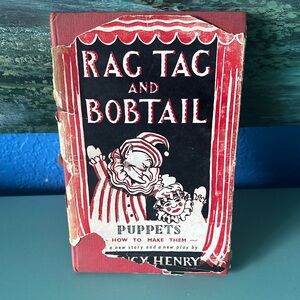 RAG TAG
AND
BOBTAIL
PUPPETS
- HOW TO MAKE THEM -
a new story and a new play by
HENRY